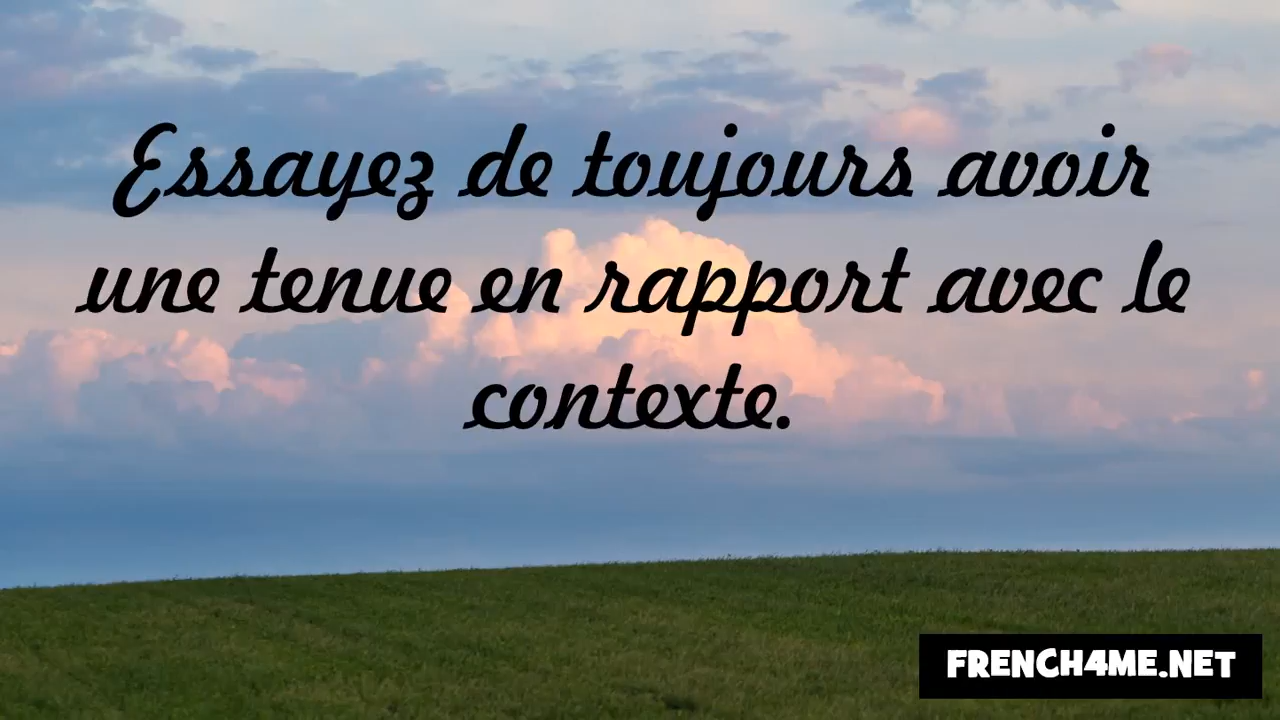 Essayez de toujours avoir
une tenue en rapport avec le
contexte.
FRENCH4ME.NET